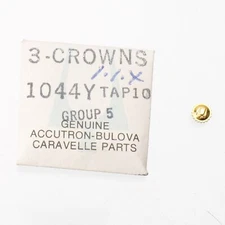 3-CROWNS
1.1.X
1044Y TAP10
GROUP 5
GENUINE
ACCUTRON-BULOVA
CARAVELLE PARTS